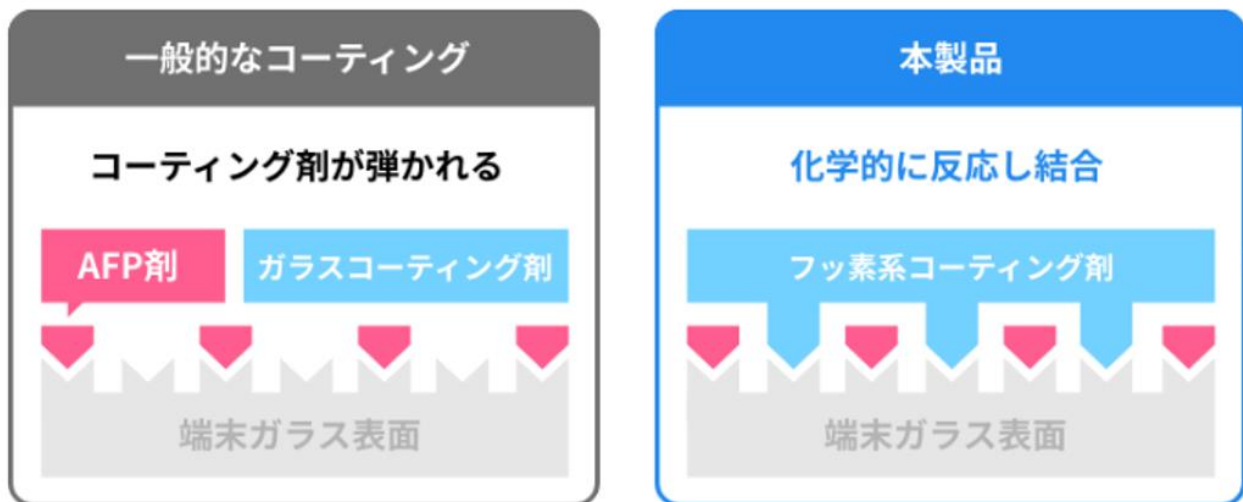 一般的なコーティング
コーティング剤が弾かれる
AFP剤
ガラスコーティング剤
端末ガラス表面
本製品
化学的に反応し結合
フッ素系コーティング剤
端末ガラス表面